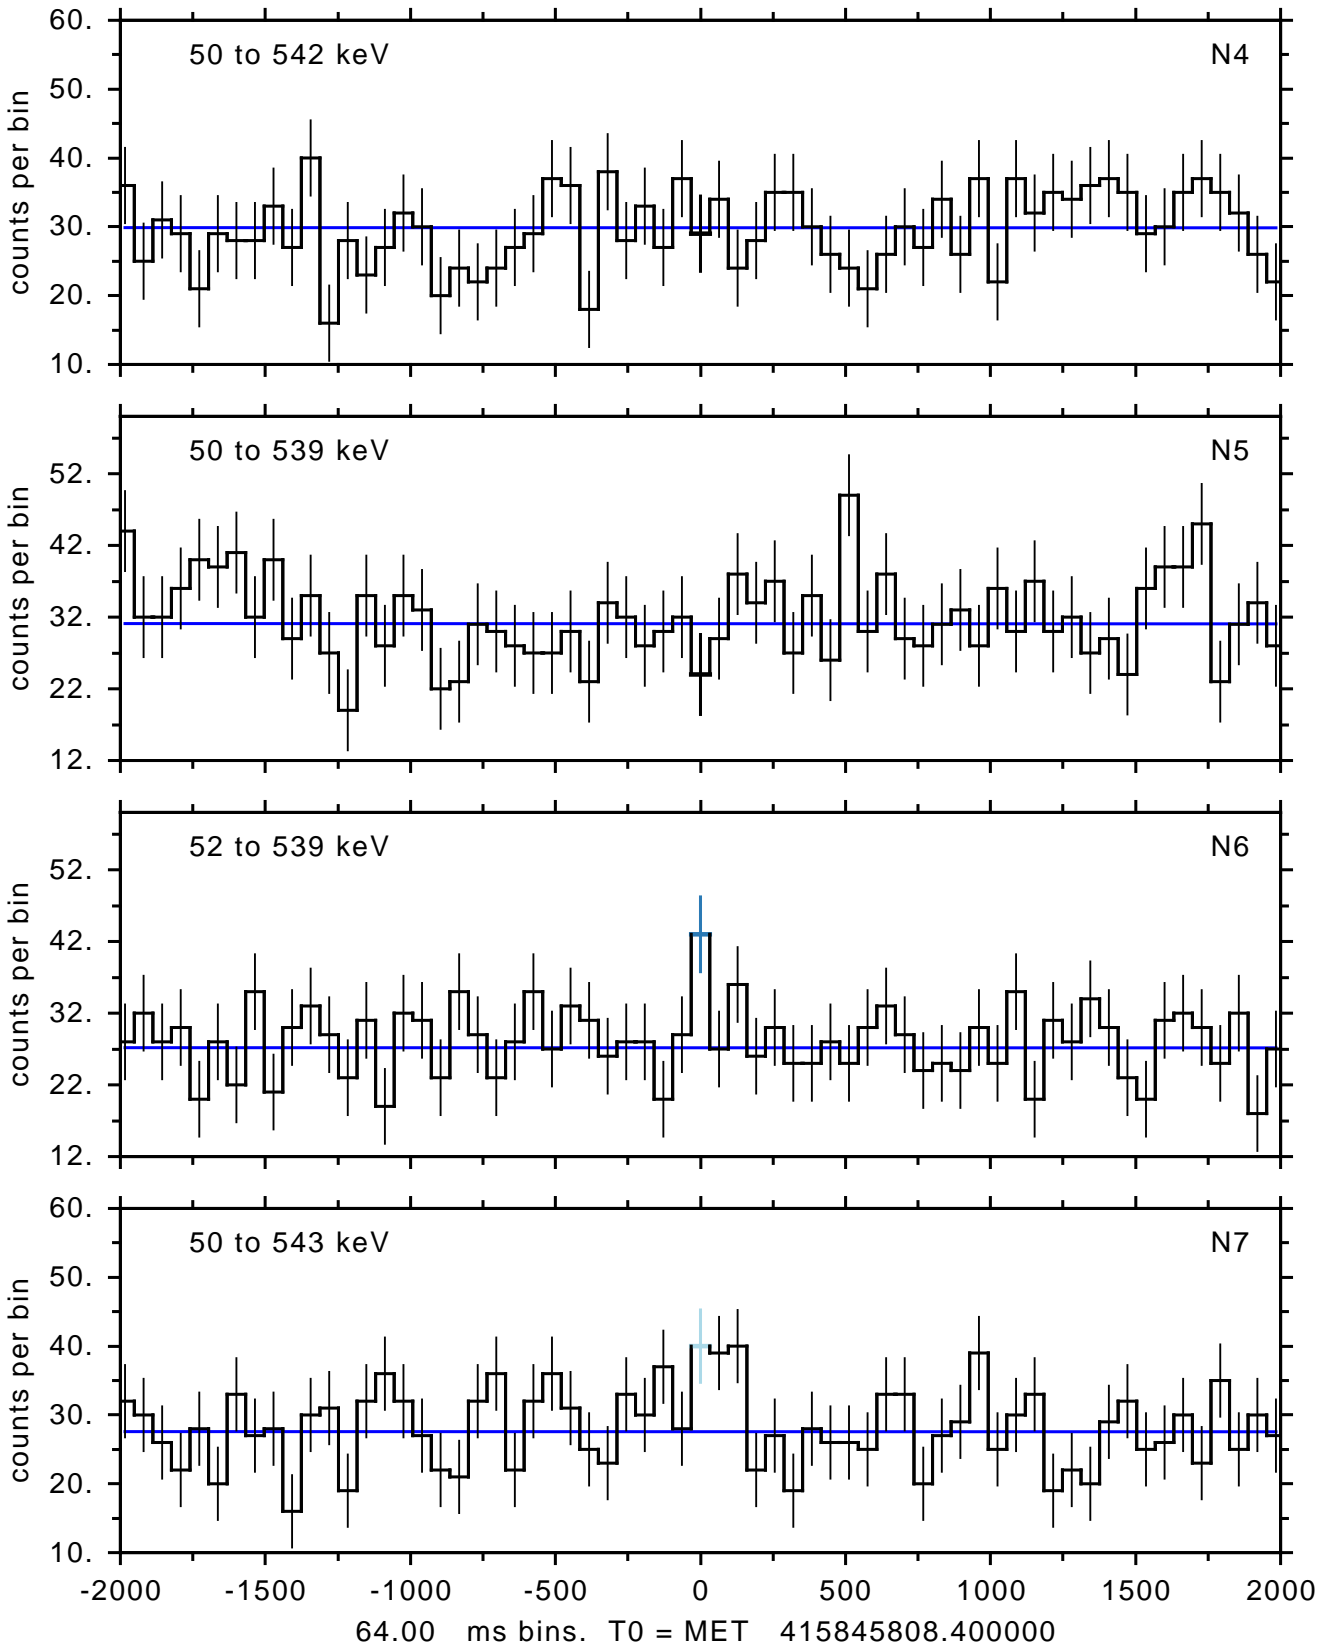 60.
50 to 542 keV N4
50.
40.
30.
20.
10.
counts per bin
50 to 539 keV N5
52.
42.
32.
22.
12.
counts per bin
52 to 539 keV N6
52.
42.
32.
22.
12.
counts per bin
60.
50 to 543 keV N7
50.
40.
30.
20.
10.
counts per bin
-2000 -1500 -1000 -500 0 500 1000 1500 2000
64.00 ms bins. T0 = MET 415845808.400000